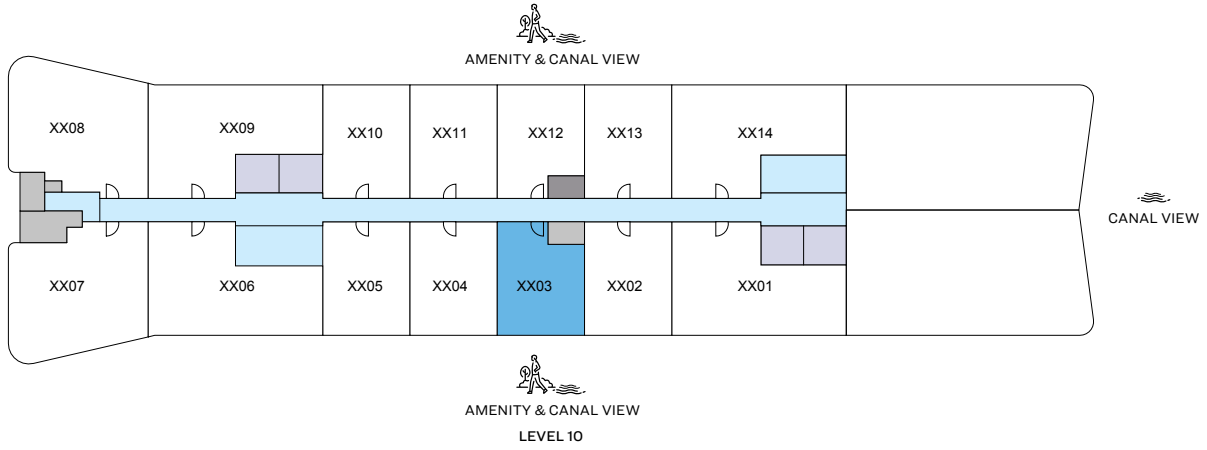 AMENITY & CANAL VIEW
XX08
XX09
XX10
XX11
XX12
XX13
XX14
CANAL VIEW
XX07
XX06
XX05
XX04
XX03
XX02
XX01
AMENITY & CANAL VIEW
LEVEL 10